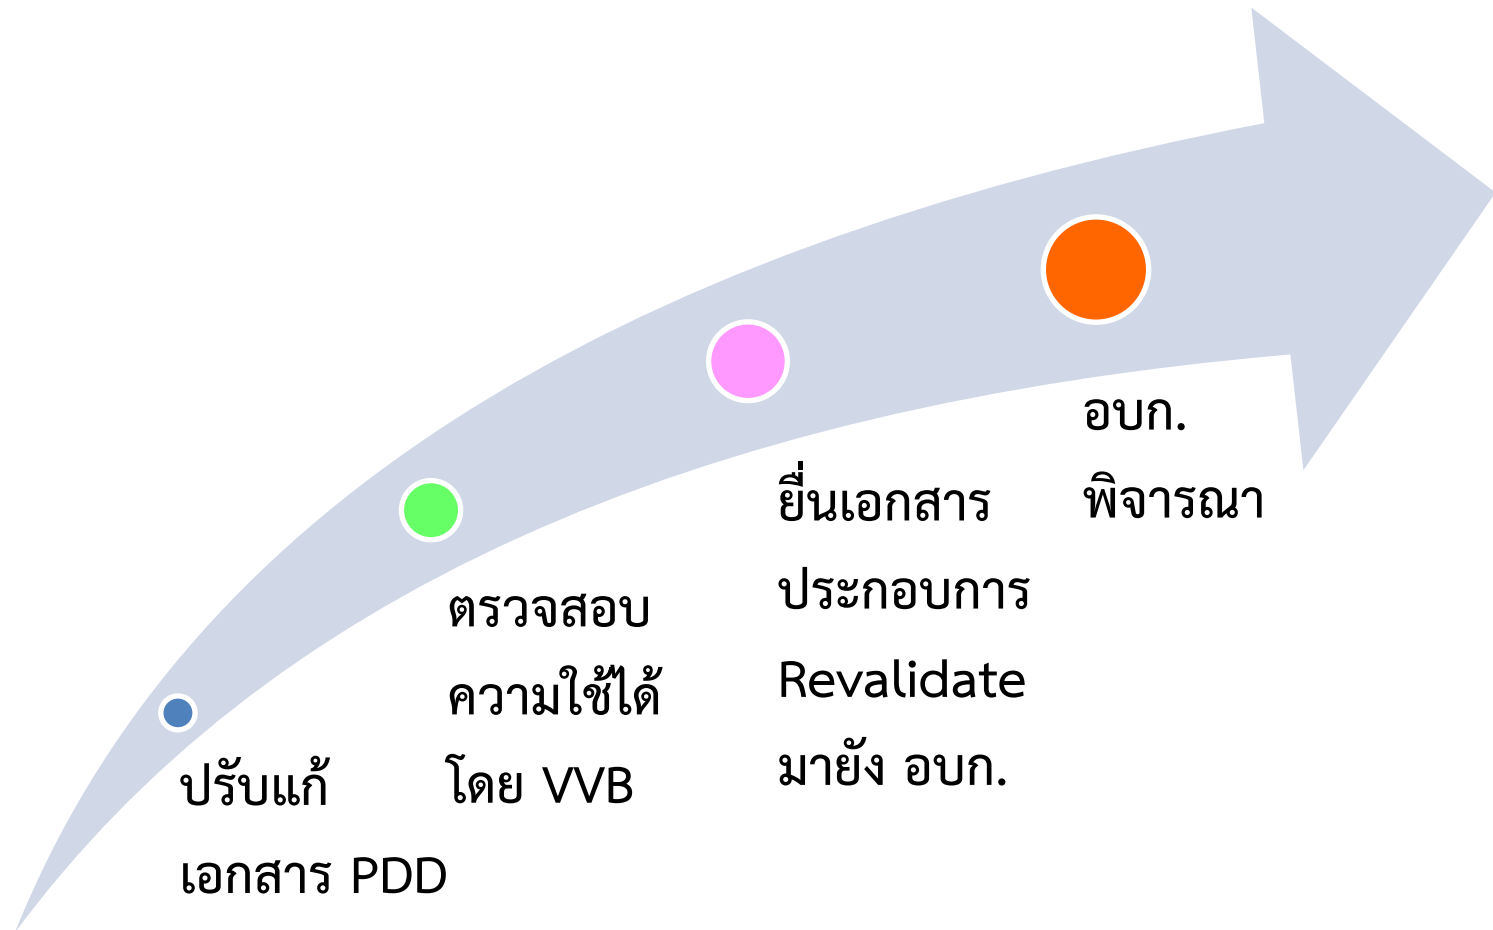 ปรับแก้
เอกสาร PDD
ตรวจสอบ
ความใช้ได้
โดย VVB
ยื่นเอกสาร
ประกอบการ
Revalidate
มายัง อบก.
อบก.
พิจารณา